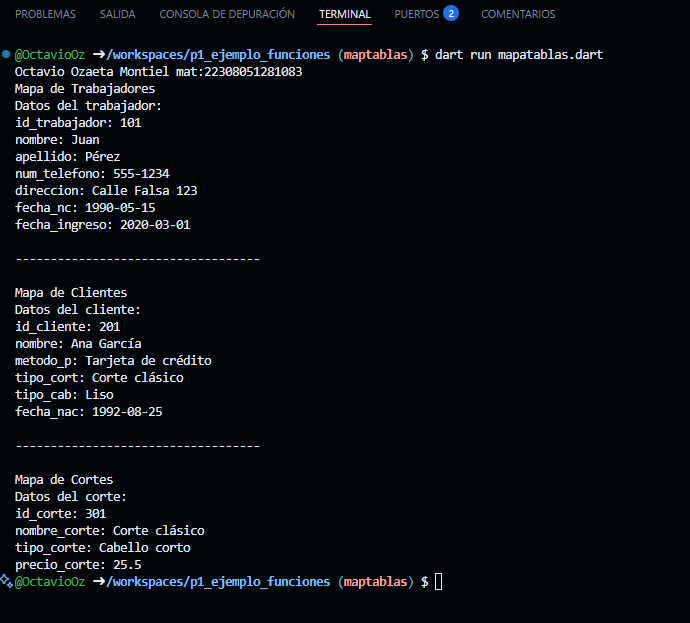 PROBLEMAS SALIDA CONSOLA DE DEPURACIÓN TERMINAL PUERTOS 2 COMENTARIOS
@OctavioOz ➜/workspaces/p1_ejemplo_funciones (maptablas) $ dart run mapatablas.dart
Octavio Ozaeta Montiel mat:22308051281083
Mapa de Trabajadores
Datos del trabajador:
id_trabajador: 101
nombre: Juan
apellido: Pérez
num_telefono: 555-1234
direccion: Calle Falsa 123
fecha_nc: 1990-05-15
fecha_ingreso: 2020-03-01
-----------------------------------
Mapa de Clientes
Datos del cliente:
id_cliente: 201
nombre: Ana García
metodo_p: Tarjeta de crédito
tipo_cort: Corte clásico
tipo_cab: Liso
fecha_nac: 1992-08-25
-----------------------------------
Mapa de Cortes
Datos del corte:
id_corte: 301
nombre_corte: Corte clásico
tipo_corte: Cabello corto
precio_corte: 25.5
@OctavioOz ➜/workspaces/p1_ejemplo_funciones (maptablas) $